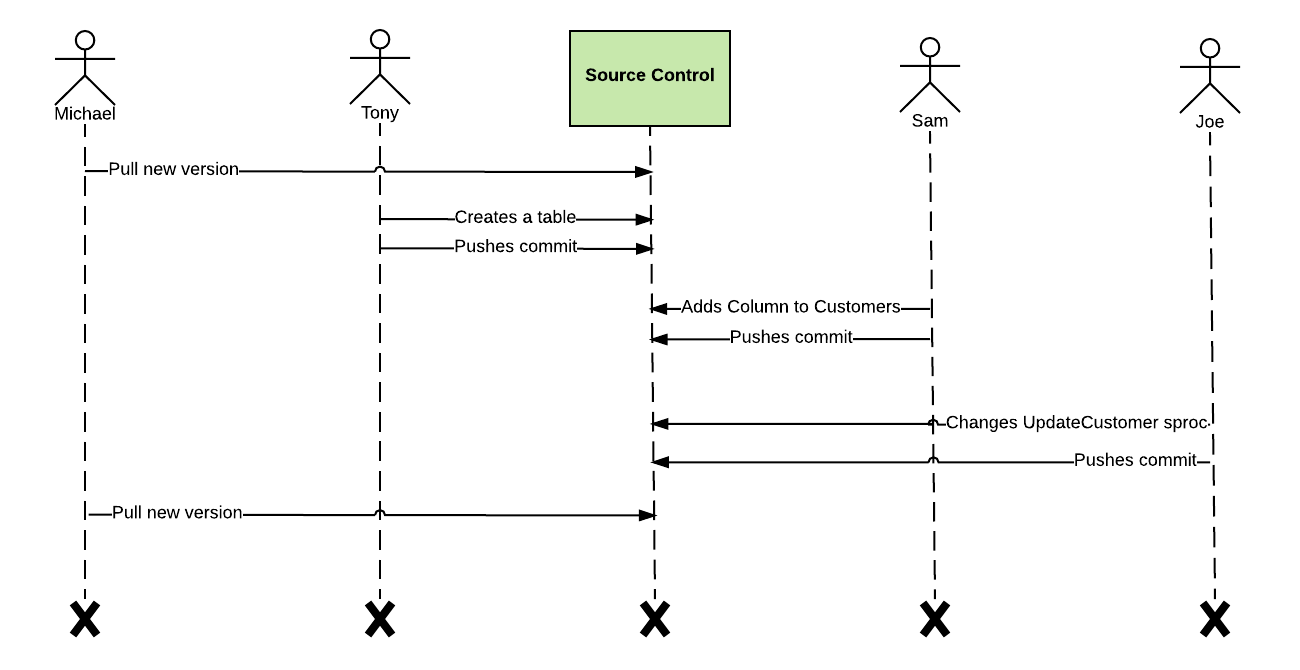 Michael
Tony
Source Control
Sam
Joe
Pull new version
Creates a table
Pushes commit
Adds Column to Customers
Pushes commit
Changes UpdateCustomer sproc
Pushes commit
Pull new version